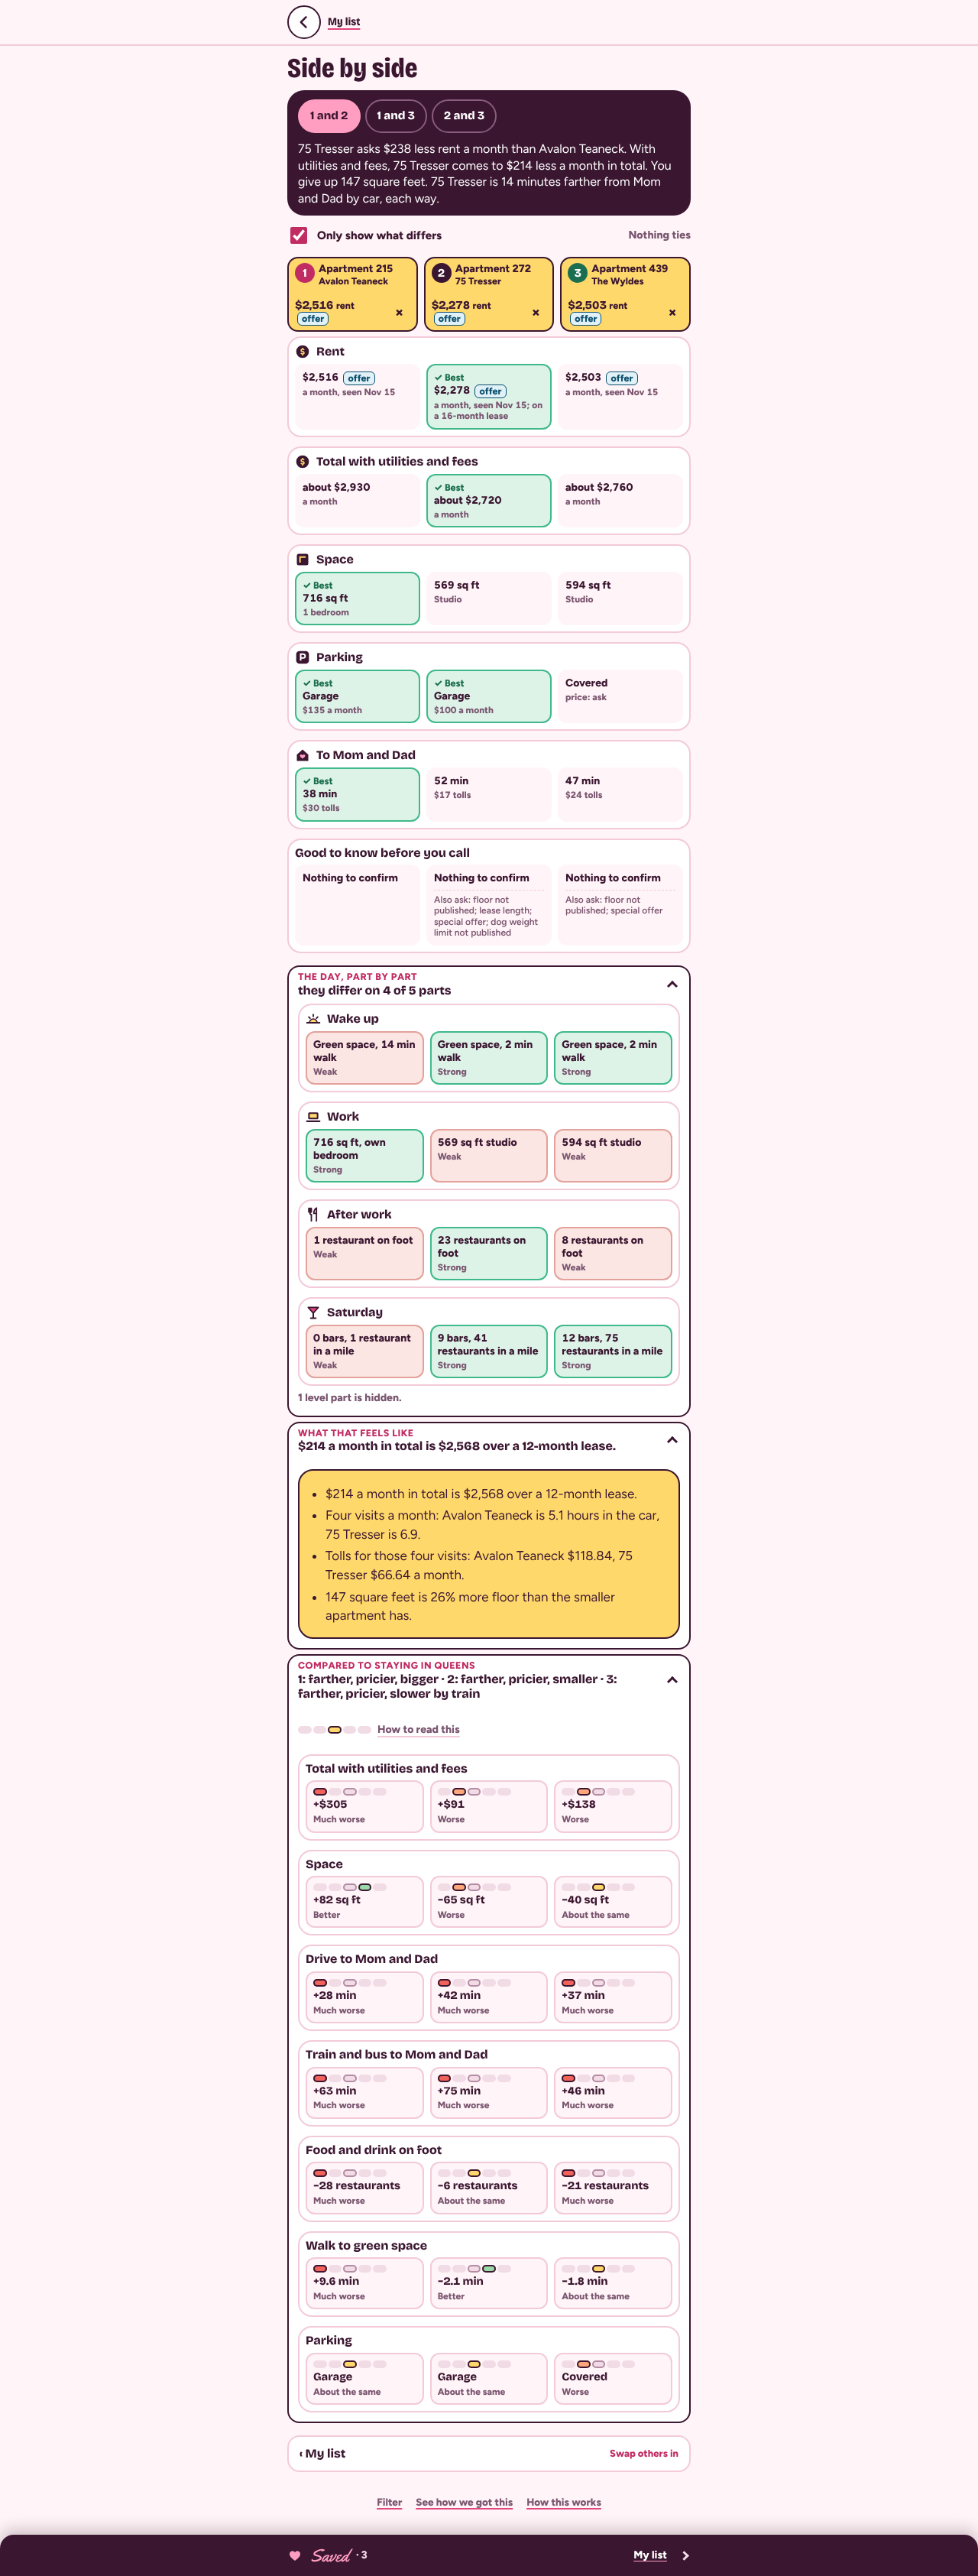 My list
Side by side
1 and 2
1 and 3
2 and 3
75 Tresser asks $238 less rent a month than Avalon Teaneck. With
utilities and fees, 75 Tresser comes to $214 less a month in total. You
give up 147 square feet. 75 Tresser is 14 minutes farther from Mom
and Dad by car, each way.
Only show what differs
Nothing ties
1
Apartment 215
Avalon Teaneck
$2,516 rent
offer
×
2
Apartment 272
75 Tresser
$2,278 rent
offer
×
3
Apartment 439
The Wyldes
$2,503 rent
offer
×
Rent
$2,516 offer
a month, seen Nov 15
✓ Best
$2,278 offer
a month, seen Nov 15; on
a 16-month lease
$2,503 offer
a month, seen Nov 15
Total with utilities and fees
about $2,930
a month
✓ Best
about $2,720
a month
about $2,760
a month
Space
✓ Best
716 sq ft
1 bedroom
569 sq ft
Studio
594 sq ft
Studio
P
Parking
✓ Best
Garage
$135 a month
✓ Best
Garage
$100 a month
Covered
price: ask
To Mom and Dad
✓ Best
38 min
$30 tolls
52 min
$17 tolls
47 min
$24 tolls
Good to know before you call
Nothing to confirm
Nothing to confirm
Also ask: floor not
published; lease length;
special offer; dog weight
limit not published
Nothing to confirm
Also ask: floor not
published; special offer
THE DAY, PART BY PART
they differ on 4 of 5 parts
Wake up
Green space, 14 min
walk
Weak
Green space, 2 min
walk
Strong
Green space, 2 min
walk
Strong
Work
716 sq ft, own
bedroom
Strong
569 sq ft studio
Weak
594 sq ft studio
Weak
After work
1 restaurant on foot
Weak
23 restaurants on
foot
Strong
8 restaurants on
foot
Weak
Saturday
0 bars, 1 restaurant
in a mile
Weak
9 bars, 41
restaurants in a mile
Strong
12 bars, 75
restaurants in a mile
Strong
1 level part is hidden.
WHAT THAT FEELS LIKE
$214 a month in total is $2,568 over a 12-month lease.
• $214 a month in total is $2,568 over a 12-month lease.
• Four visits a month: Avalon Teaneck is 5.1 hours in the car,
75 Tresser is 6.9.
• Tolls for those four visits: Avalon Teaneck $118.84, 75
Tresser $66.64 a month.
• 147 square feet is 26% more floor than the smaller
apartment has.
COMPARED TO STAYING IN QUEENS
1: farther, pricier, bigger · 2: farther, pricier, smaller · 3:
farther, pricier, slower by train
How to read this
Total with utilities and fees
+$305
Much worse
+$91
Worse
+$138
Worse
Space
+82 sq ft
Better
−65 sq ft
Worse
−40 sq ft
About the same
Drive to Mom and Dad
+28 min
Much worse
+42 min
Much worse
+37 min
Much worse
Train and bus to Mom and Dad
+63 min
Much worse
+75 min
Much worse
+46 min
Much worse
Food and drink on foot
−28 restaurants
Much worse
−6 restaurants
About the same
−21 restaurants
Much worse
Walk to green space
+9.6 min
Much worse
−2.1 min
Better
−1.8 min
About the same
Parking
Garage
About the same
Garage
About the same
Covered
Worse
‹ My list
Swap others in
Filter
See how we got this
How this works
Saved · 3
My list